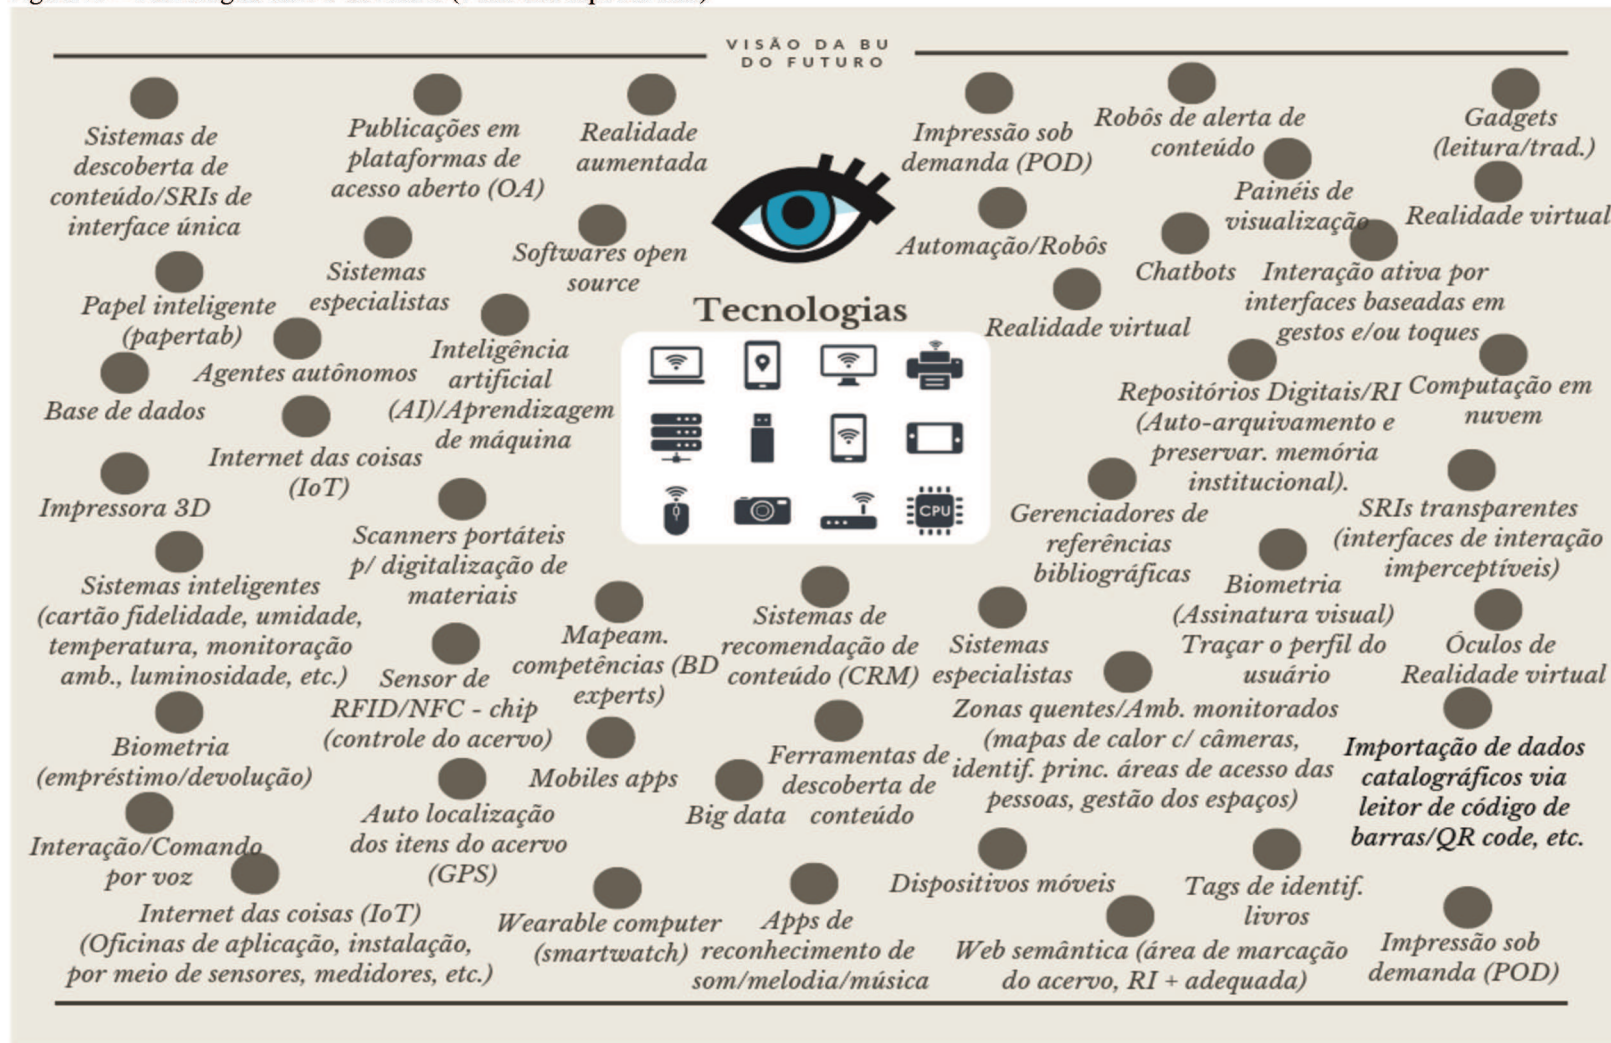 VISÃO DA BU
DO FUTURO
Sistemas de
descoberta de
conteúdo/SRIs de
interface única
Publicações em
plataformas de
acesso aberto (OA)
Realidade
aumentada
Impressão sob
demanda (POD)
Robôs de alerta de
conteúdo
Gadgets
(leitura/trad.)
Painéis de
visualização
Realidade virtual
Automação/Robôs
Chatbots
Interação ativa por
interfaces baseadas em
gestos e/ou toques
Softwares open
source
Sistemas
especialistas
Papel inteligente
(papertab)
Realidade virtual
Tecnologias
CPU
Inteligência
artificial
(AI)/Aprendizagem
de máquina
Agentes autônomos
Base de dados
Internet das coisas
(IoT)
Repositórios Digitais/RI
(Auto-arquivamento e
preservar. memória
institucional).
Computação em
nuvem
Impressora 3D
Scanners portáteis
p/ digitalização de
materiais
Gerenciadores de
referências
bibliográficas
SRIs transparentes
(interfaces de interação
imperceptíveis)
Sistemas inteligentes
(cartão fidelidade, umidade,
temperatura, monitoração
amb., luminosidade, etc.)
Mapeam.
competências (BD
experts)
Sistemas de
recomendação de
conteúdo (CRM)
Sistemas
especialistas
Biometria
(Assinatura visual)
Traçar o perfil do
usuário
Óculos de
Realidade virtual
Sensor de
RFID/NFC - chip
(controle do acervo)
Zonas quentes/Amb. monitorados
(mapas de calor c/ câmeras,
identif. princ. áreas de acesso das
pessoas, gestão dos espaços)
Biometria
(empréstimo/devolução)
Mobiles apps
Ferramentas de
descoberta de
conteúdo
Big data
Importação de dados
catalográficos via
leitor de código de
barras/QR code, etc.
Auto localização
dos itens do acervo
(GPS)
Interação/Comando
por voz
Dispositivos móveis
Tags de identif.
livros
Internet das coisas (IoT)
(Oficinas de aplicação, instalação,
por meio de sensores, medidores, etc.)
Wearable computer
(smartwatch)
Apps de
reconhecimento de
som/melodia/música
Web semântica (área de marcação
do acervo, RI + adequada)
Impressão sob
demanda (POD)